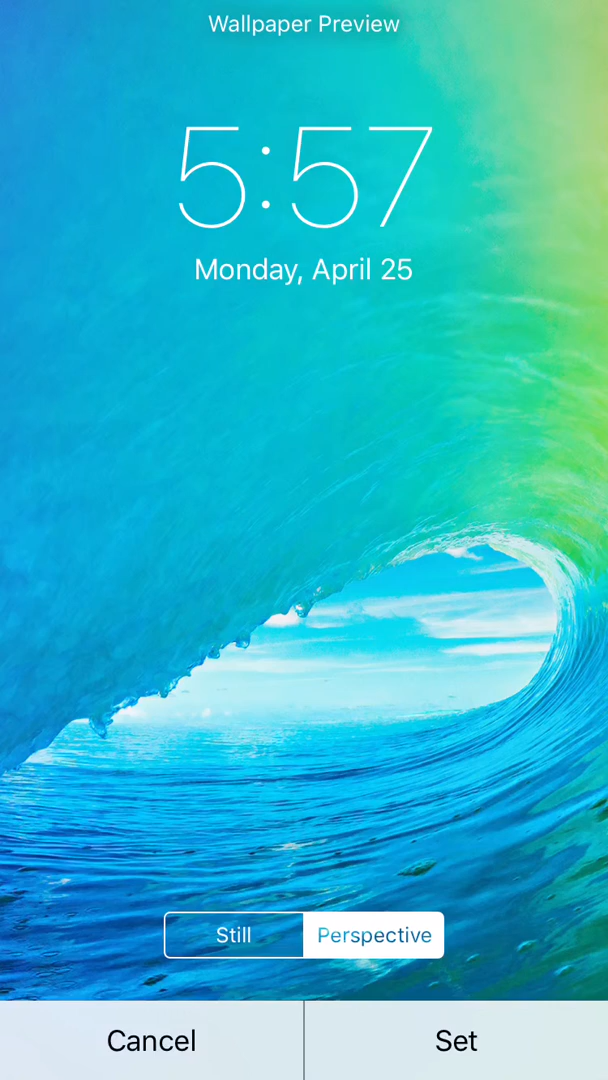 Wallpaper Preview
5:57
Monday, April 25
Still Perspective
Cancel Set